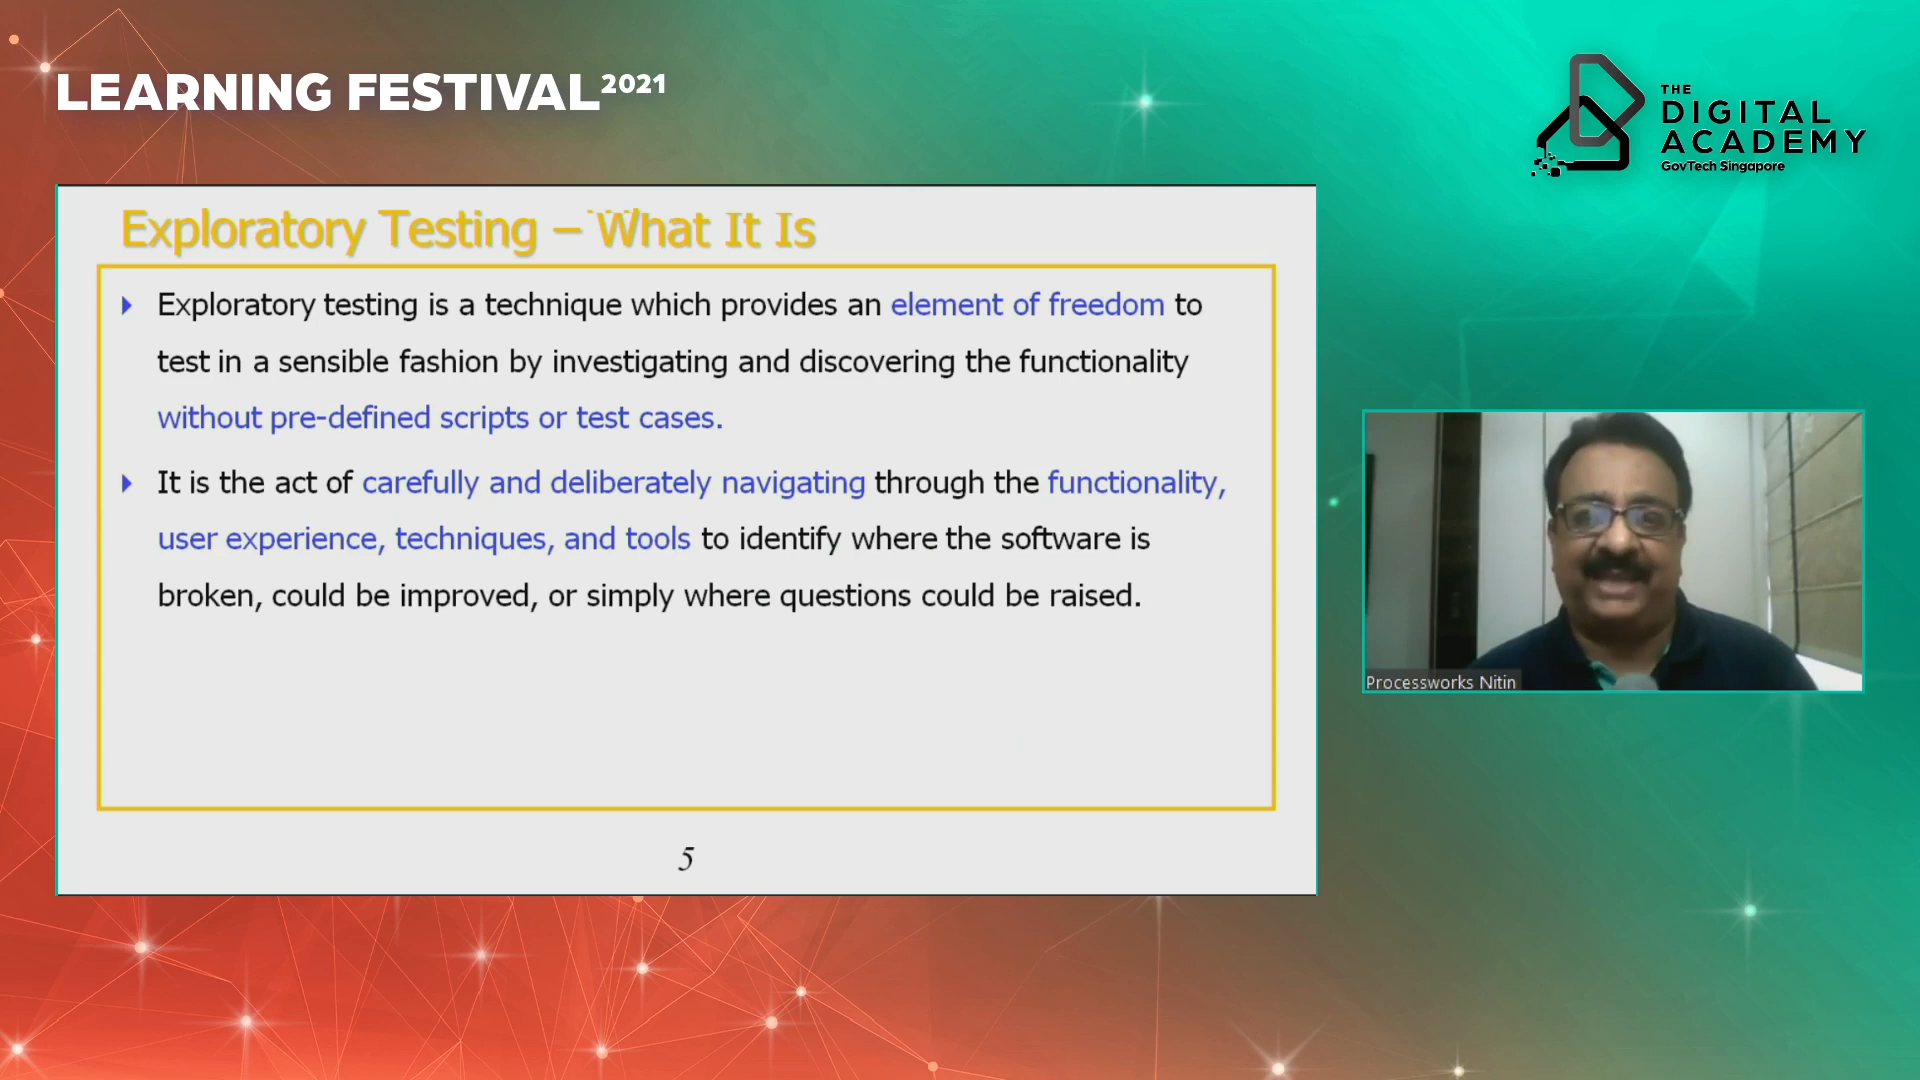 LEARNING FESTIVAL 2021
THE
DIGITAL
ACADEMY
GovTech Singapore
Exploratory Testing – What It Is
Exploratory testing is a technique which provides an element of freedom to
test in a sensible fashion by investigating and discovering the functionality
without pre-defined scripts or test cases.
It is the act of carefully and deliberately navigating through the functionality,
user experience, techniques, and tools to identify where the software is
broken, could be improved, or simply where questions could be raised.
5
Processworks Nitin